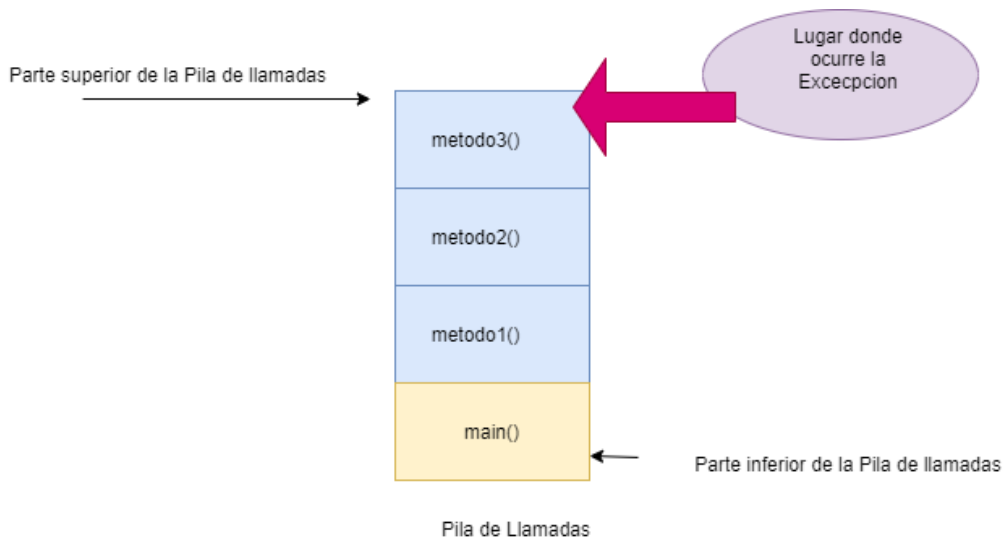 Lugar donde
ocurre la
Excecpcion
Parte superior de la Pila de llamadas
metodo3()
metodo2()
metodo1()
main()
Parte inferior de la Pila de llamadas
Pila de Llamadas